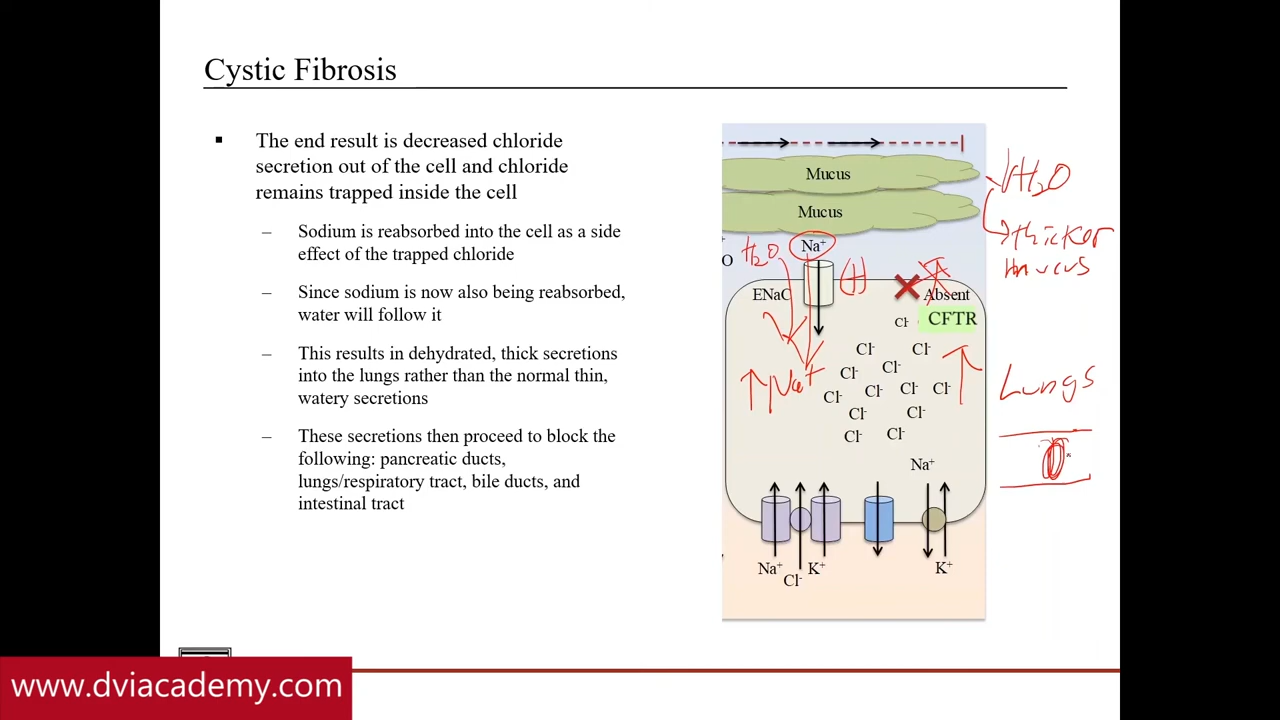 Cystic Fibrosis
▪ The end result is decreased chloride
secretion out of the cell and chloride
remains trapped inside the cell
– Sodium is reabsorbed into the cell as a side
effect of the trapped chloride
– Since sodium is now also being reabsorbed,
water will follow it
– This results in dehydrated, thick secretions
into the lungs rather than the normal thin,
watery secretions
– These secretions then proceed to block the
following: pancreatic ducts,
lungs/respiratory tract, bile ducts, and
intestinal tract
Mucus
Mucus
H₂O
thicker
mucus
O
H₂O
Na⁺
ENaC
Absent
CFTR
Cl-
Cl-
Cl-
Cl-
Cl-
Cl-
Cl-
Cl-
Cl-
Cl-
Cl-
Cl-
Cl-
↑Na+
Lungs
Na⁺
Na⁺
Cl-
K⁺
K⁺
www.dviacademy.com